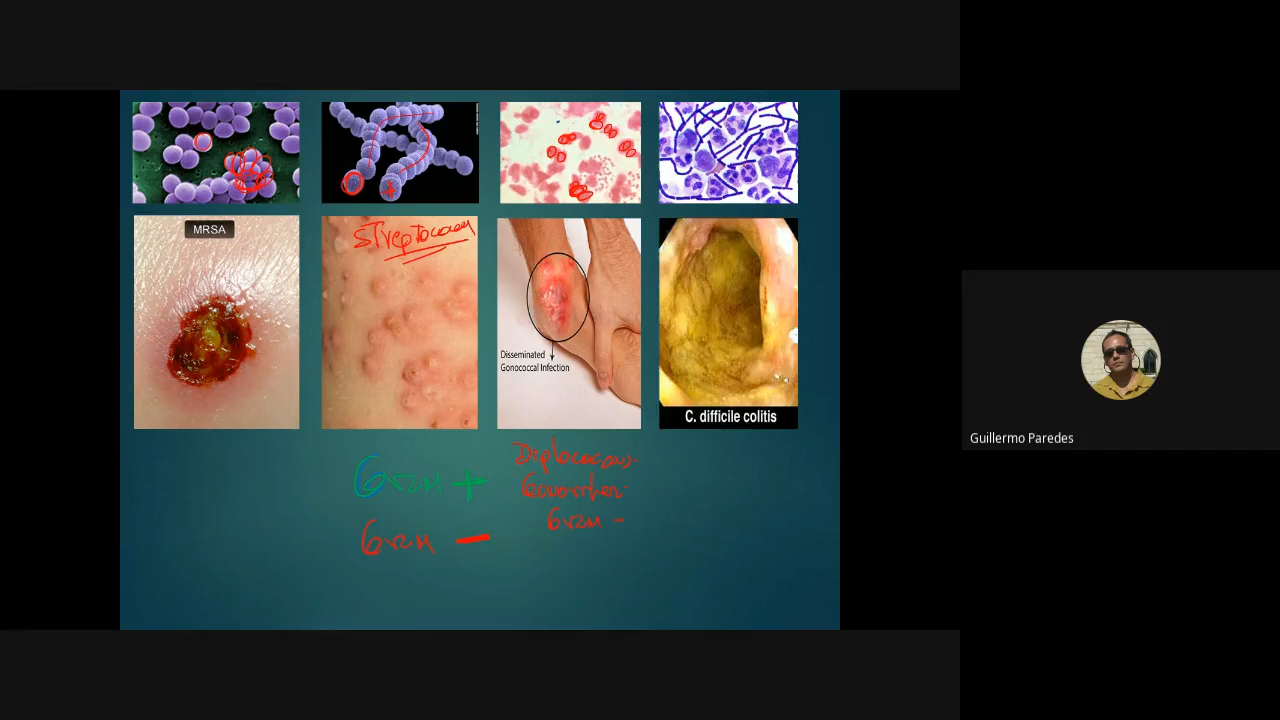 MRSA
STreptococcus
Disseminated
Gonococcal Infection
C. difficile colitis
Gram +
Gram -
Diplococcus.
Gonorrhea.
Gram -
Guillermo Paredes